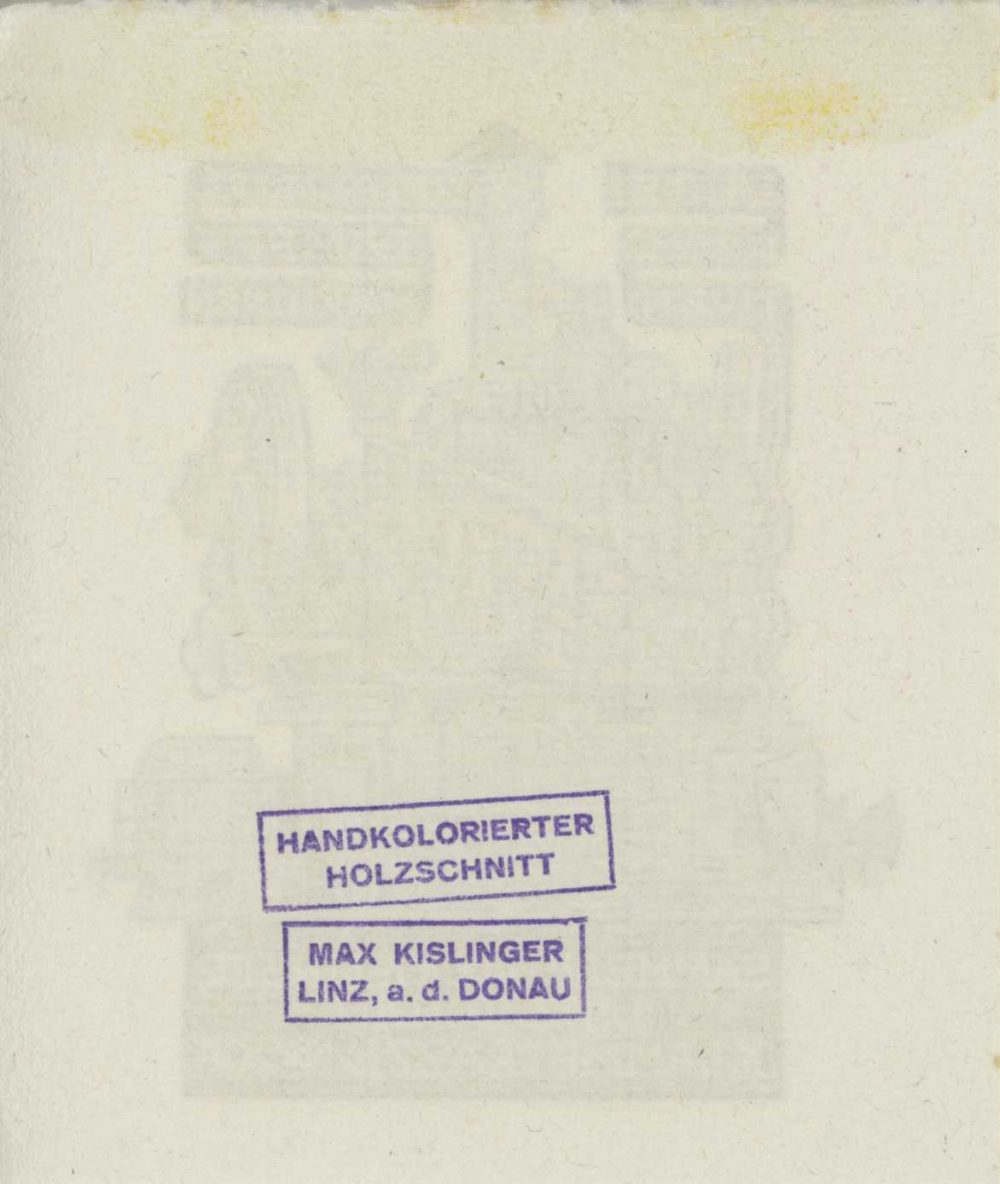 HANDKOLORIERTER
HOLZSCHNITT
MAX KISLINGER
LINZ, a. d. DONAU